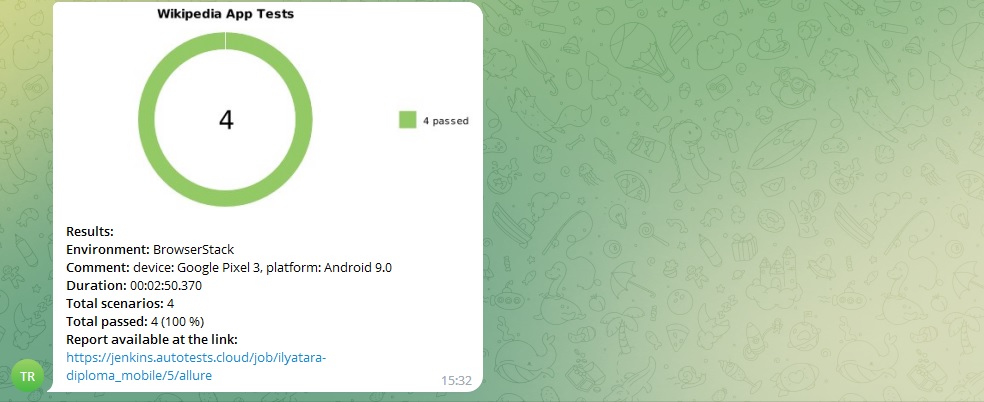 Wikipedia App Tests
4
4 passed
Results:
Environment: BrowserStack
Comment: device: Google Pixel 3, platform: Android 9.0
Duration: 00:02:50.370
Total scenarios: 4
Total passed: 4 (100 %)
Report available at the link:
https://jenkins.autotests.cloud/job/ilyatara-
diploma_mobile/5/allure
TR
15:32